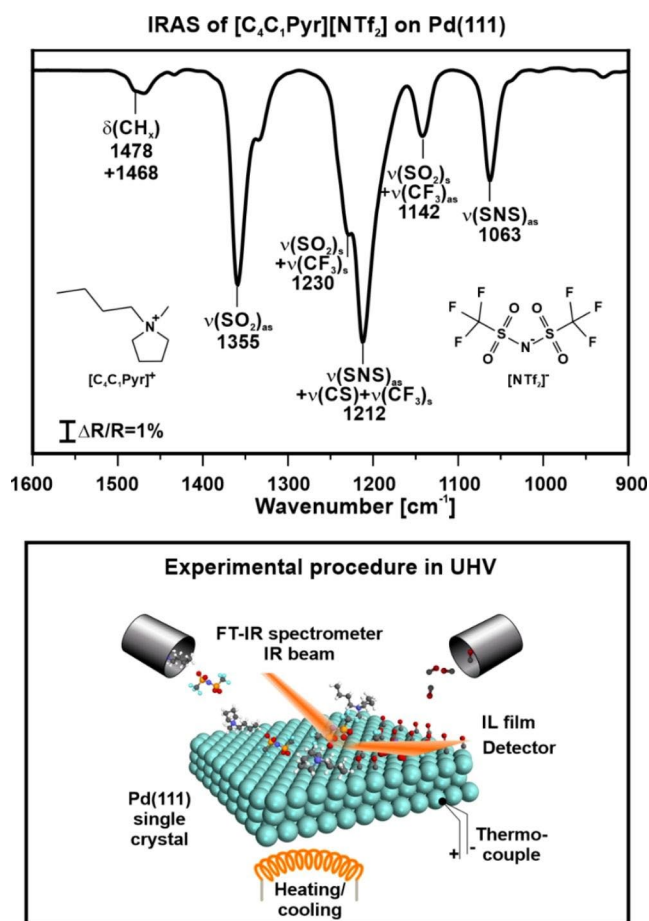 IRAS of [C₄C₁Pyr][NTf₂] on Pd(111)
δ(CHₓ)
1478
+1468
ν(SO₂)ₐₛ
1355
ν(SO₂)ₛ
+ν(CF₃)ₛ
1230
ν(SNS)ₐₛ
+ν(CS)+ν(CF₃)ₛ
1212
ν(SO₂)ₛ
+ν(CF₃)ₐₛ
1142
ν(SNS)ₐₛ
1063
N⁺
[C₄C₁Pyr]⁺
F F O O F F
F S N⁻ S F
O O
[NTf₂]⁻
ΔR/R=1%
1600 1500 1400 1300 1200 1100 1000 900
Wavenumber [cm⁻¹]
Experimental procedure in UHV
FT-IR spectrometer
IR beam
IL film
Detector
Pd(111)
single
crystal
Thermo-
couple
+ -
Heating/
cooling